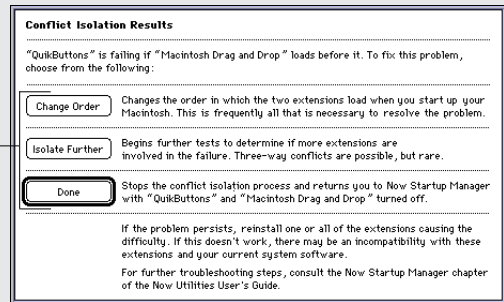 Conflict Isolation Results
"QuikButtons" is failing if "Macintosh Drag and Drop" loads before it. To fix this problem,
choose from the following:
Change Order
Changes the order in which the two extensions load when you start up your
Macintosh. This is frequently all that is necessary to resolve the problem.
Isolate Further
Begins further tests to determine if more extensions are
involved in the failure. Three-way conflicts are possible, but rare.
Done
Stops the conflict isolation process and returns you to Now Startup Manager
with "QuikButtons" and "Macintosh Drag and Drop" turned off.
If the problem persists, reinstall one or all of the extensions causing the
difficulty. If this doesn't work, there may be an incompatibility with these
extensions and your current system software.
For further troubleshooting steps, consult the Now Startup Manager chapter
of the Now Utilities User's Guide.